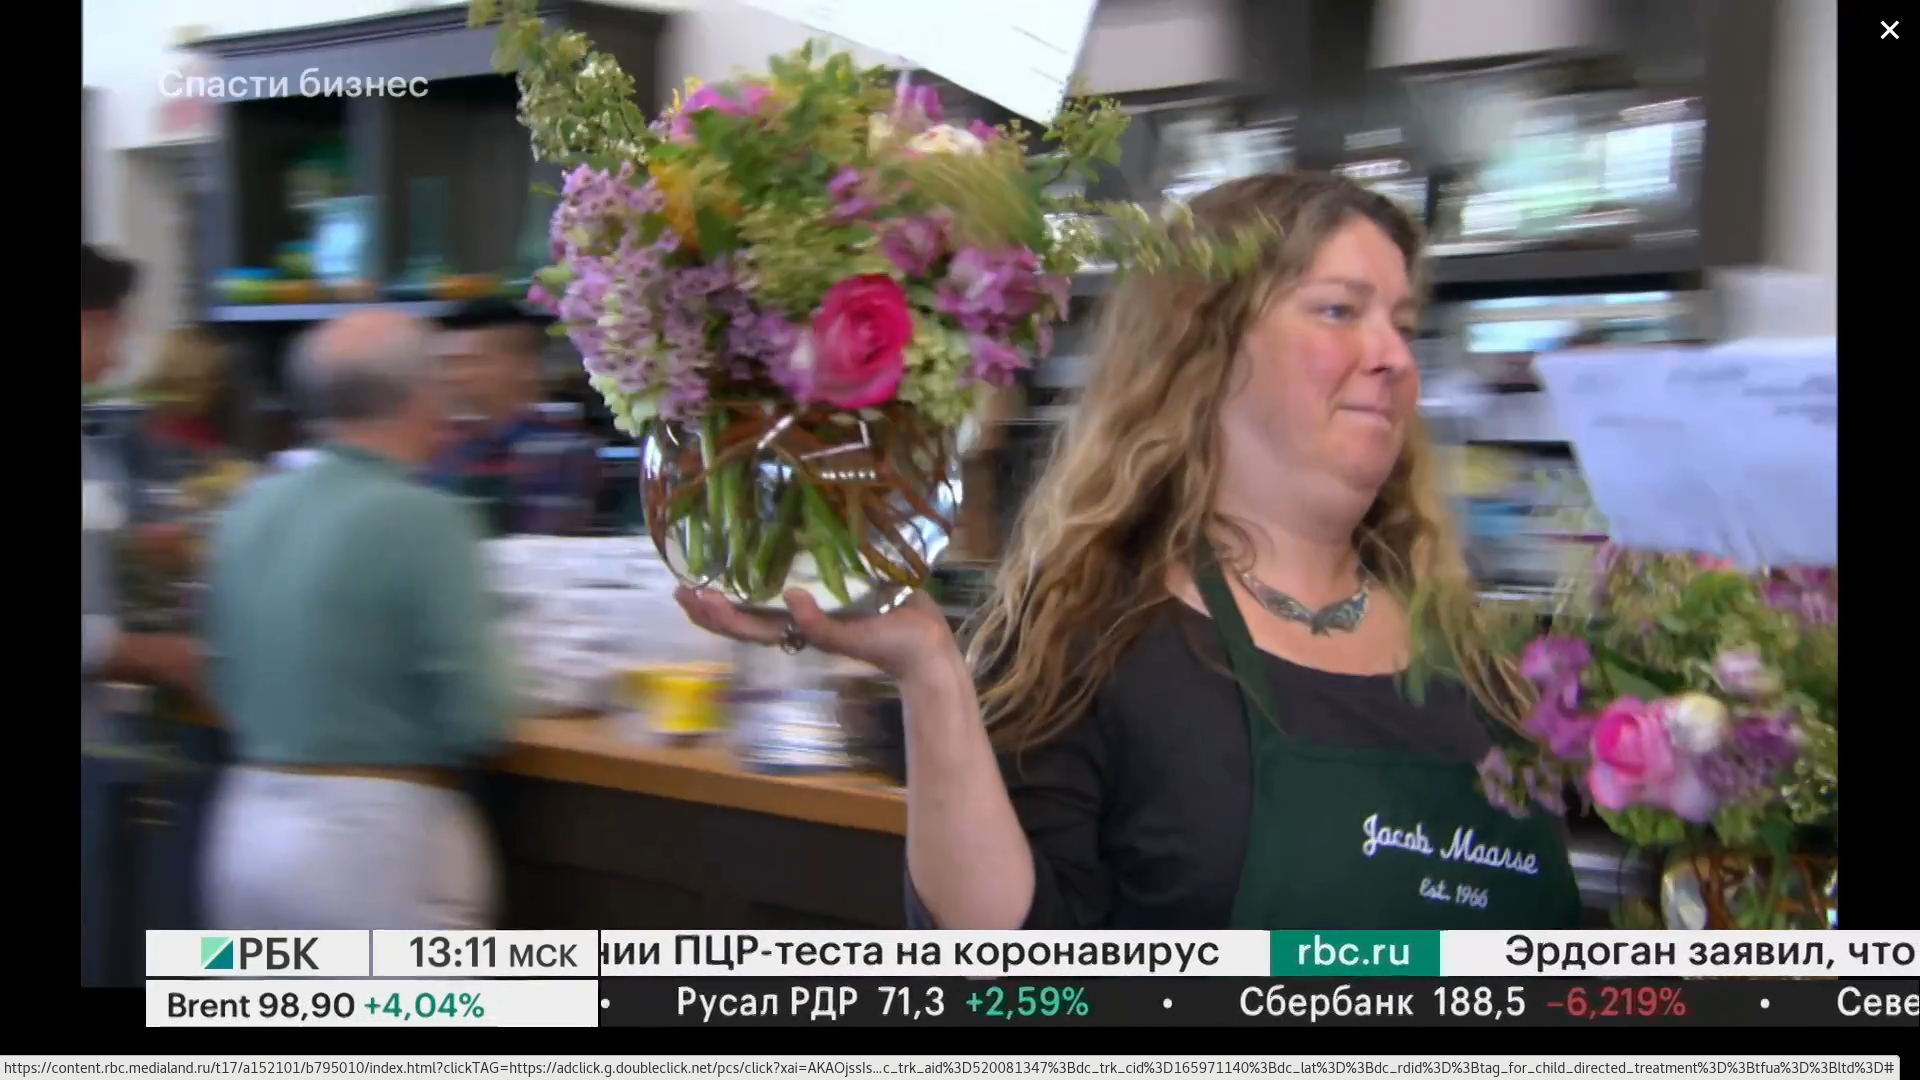 Спасти бизнес
Jacob Maarse
Est. 1966
РБК 13:11 МСК нии ПЦР-теста на коронавирус rbc.ru Эрдоган заявил, что
Brent 98,90 +4,04% • Русал РДР 71,3 +2,59% • Сбербанк 188,5 −6,219% • Севе
https://content.rbc.medialand.ru/t17/a152101/b795010/index.html?clickTAG=https://adclick.g.doubleclick.net/pcs/click?xai=AKAOjssIs...c_trk_aid%3D520081347%3Bdc_trk_cid%3D165971140%3Bdc_lat%3D%3Bdc_rdid%3D%3Btag_for_child_directed_treatment%3D%3Btfua%3D%3Bltd%3D#